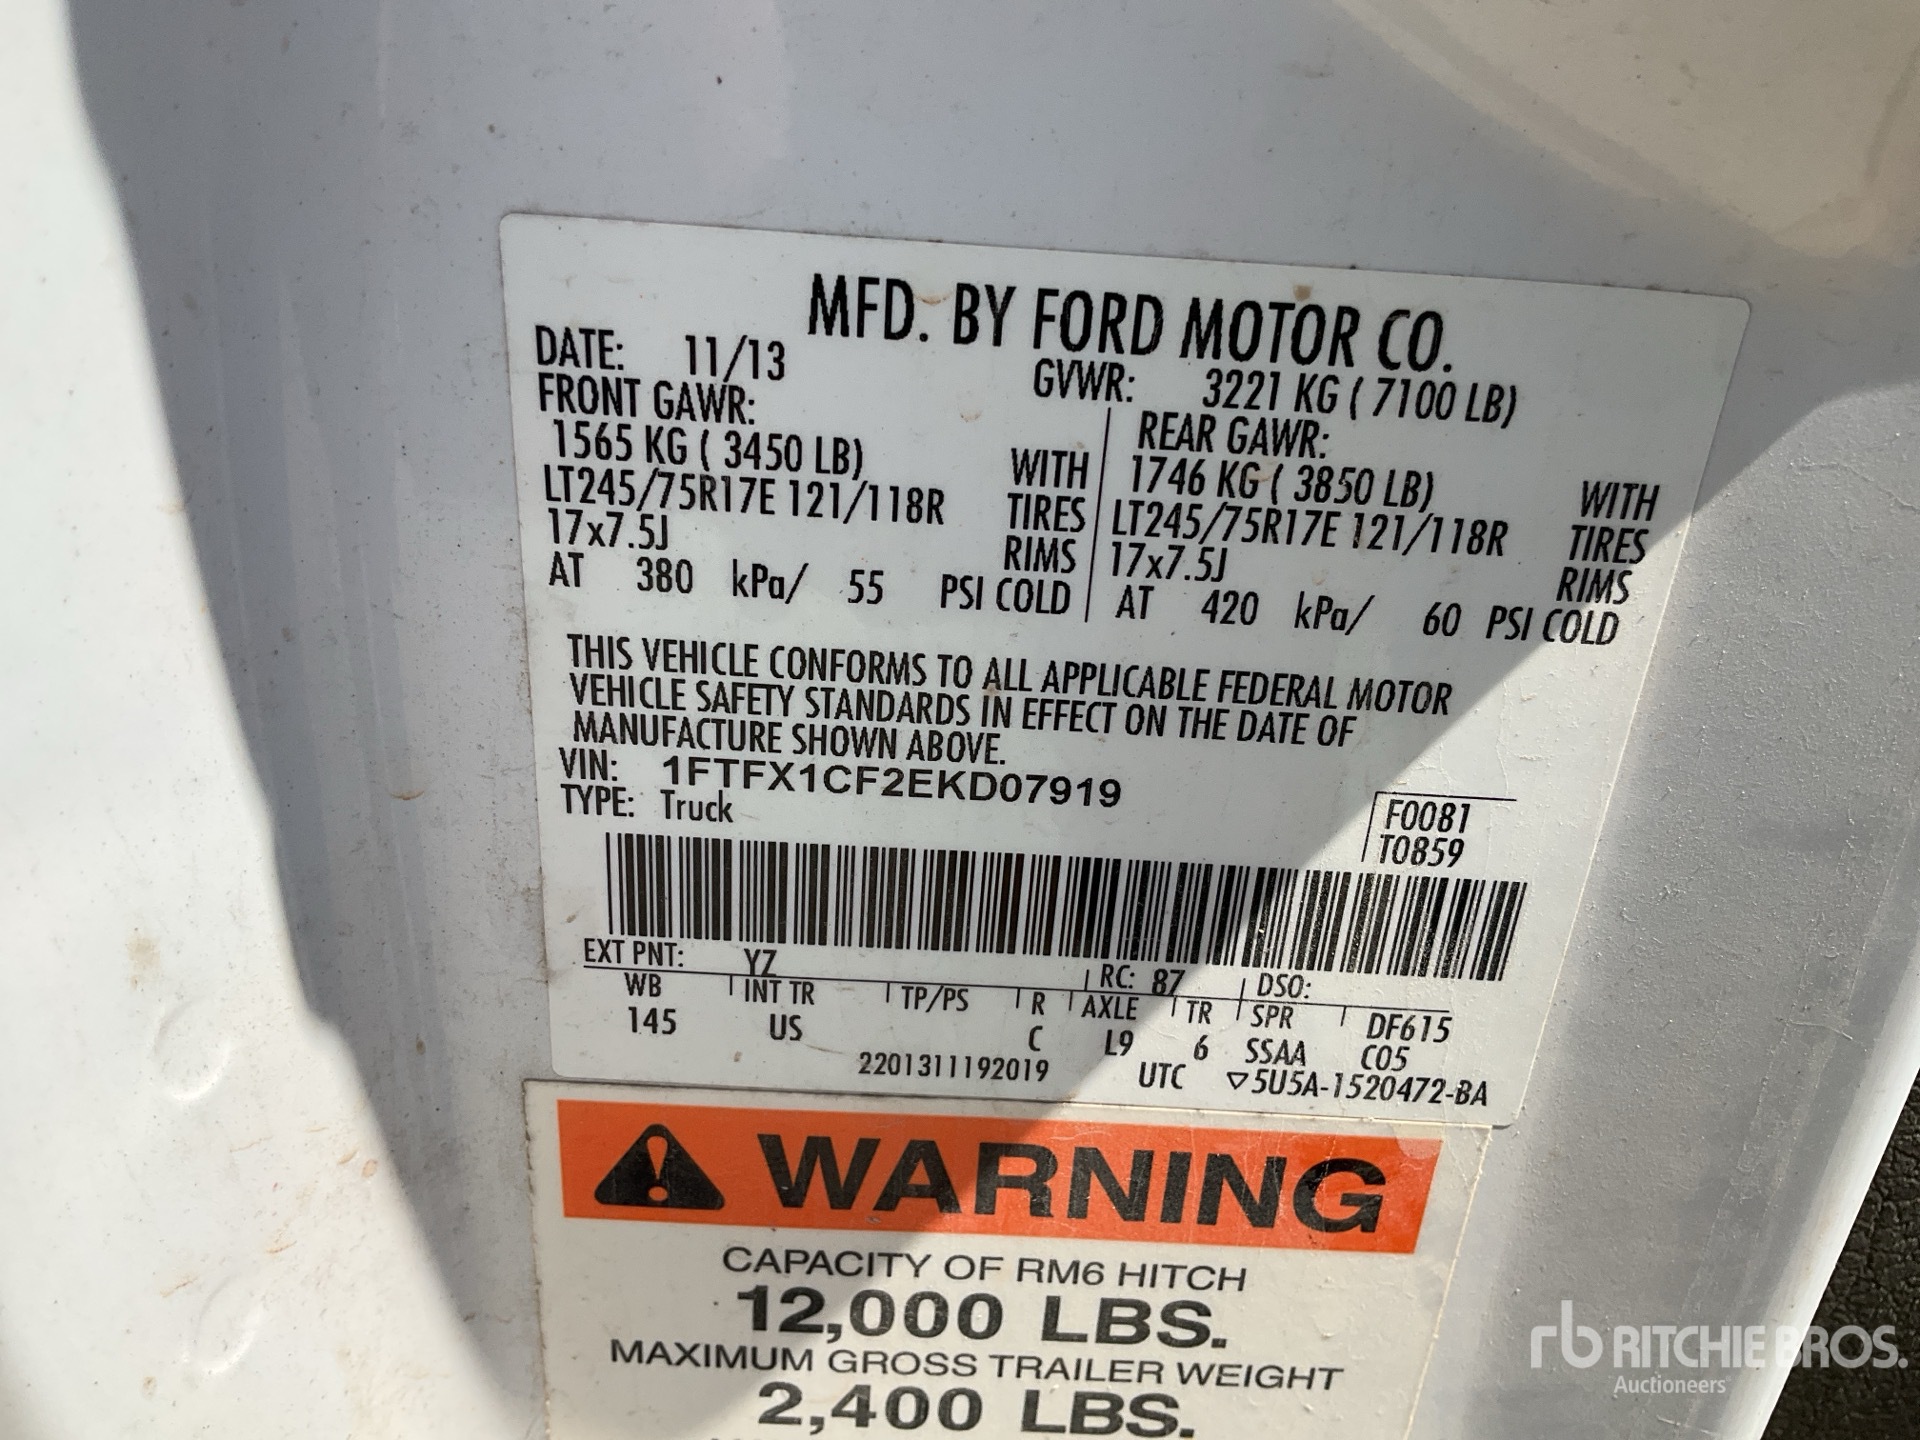 MFD. BY FORD MOTOR CO.
DATE: 11/13 GVWR: 3221 KG ( 7100 LB)
FRONT GAWR: REAR GAWR:
1565 KG ( 3450 LB) WITH 1746 KG ( 3850 LB) WITH
LT245/75R17E 121/118R TIRES LT245/75R17E 121/118R TIRES
17x7.5J RIMS 17x7.5J RIMS
AT 380 kPa/ 55 PSI COLD AT 420 kPa/ 60 PSI COLD
THIS VEHICLE CONFORMS TO ALL APPLICABLE FEDERAL MOTOR
VEHICLE SAFETY STANDARDS IN EFFECT ON THE DATE OF
MANUFACTURE SHOWN ABOVE.
VIN: 1FTFX1CF2EKD07919
TYPE: Truck
F0081
T0859
EXT PNT: YZ RC: 87 DSO:
WB INT TR TP/PS R AXLE TR SPR DF615
145 US C L9 6 SSAA C05
2201311192019 UTC ▽5U5A-1520472-BA
WARNING
CAPACITY OF RM6 HITCH
12,000 LBS.
MAXIMUM GROSS TRAILER WEIGHT
2,400 LBS.
rb RITCHIE BROS.
Auctioneers